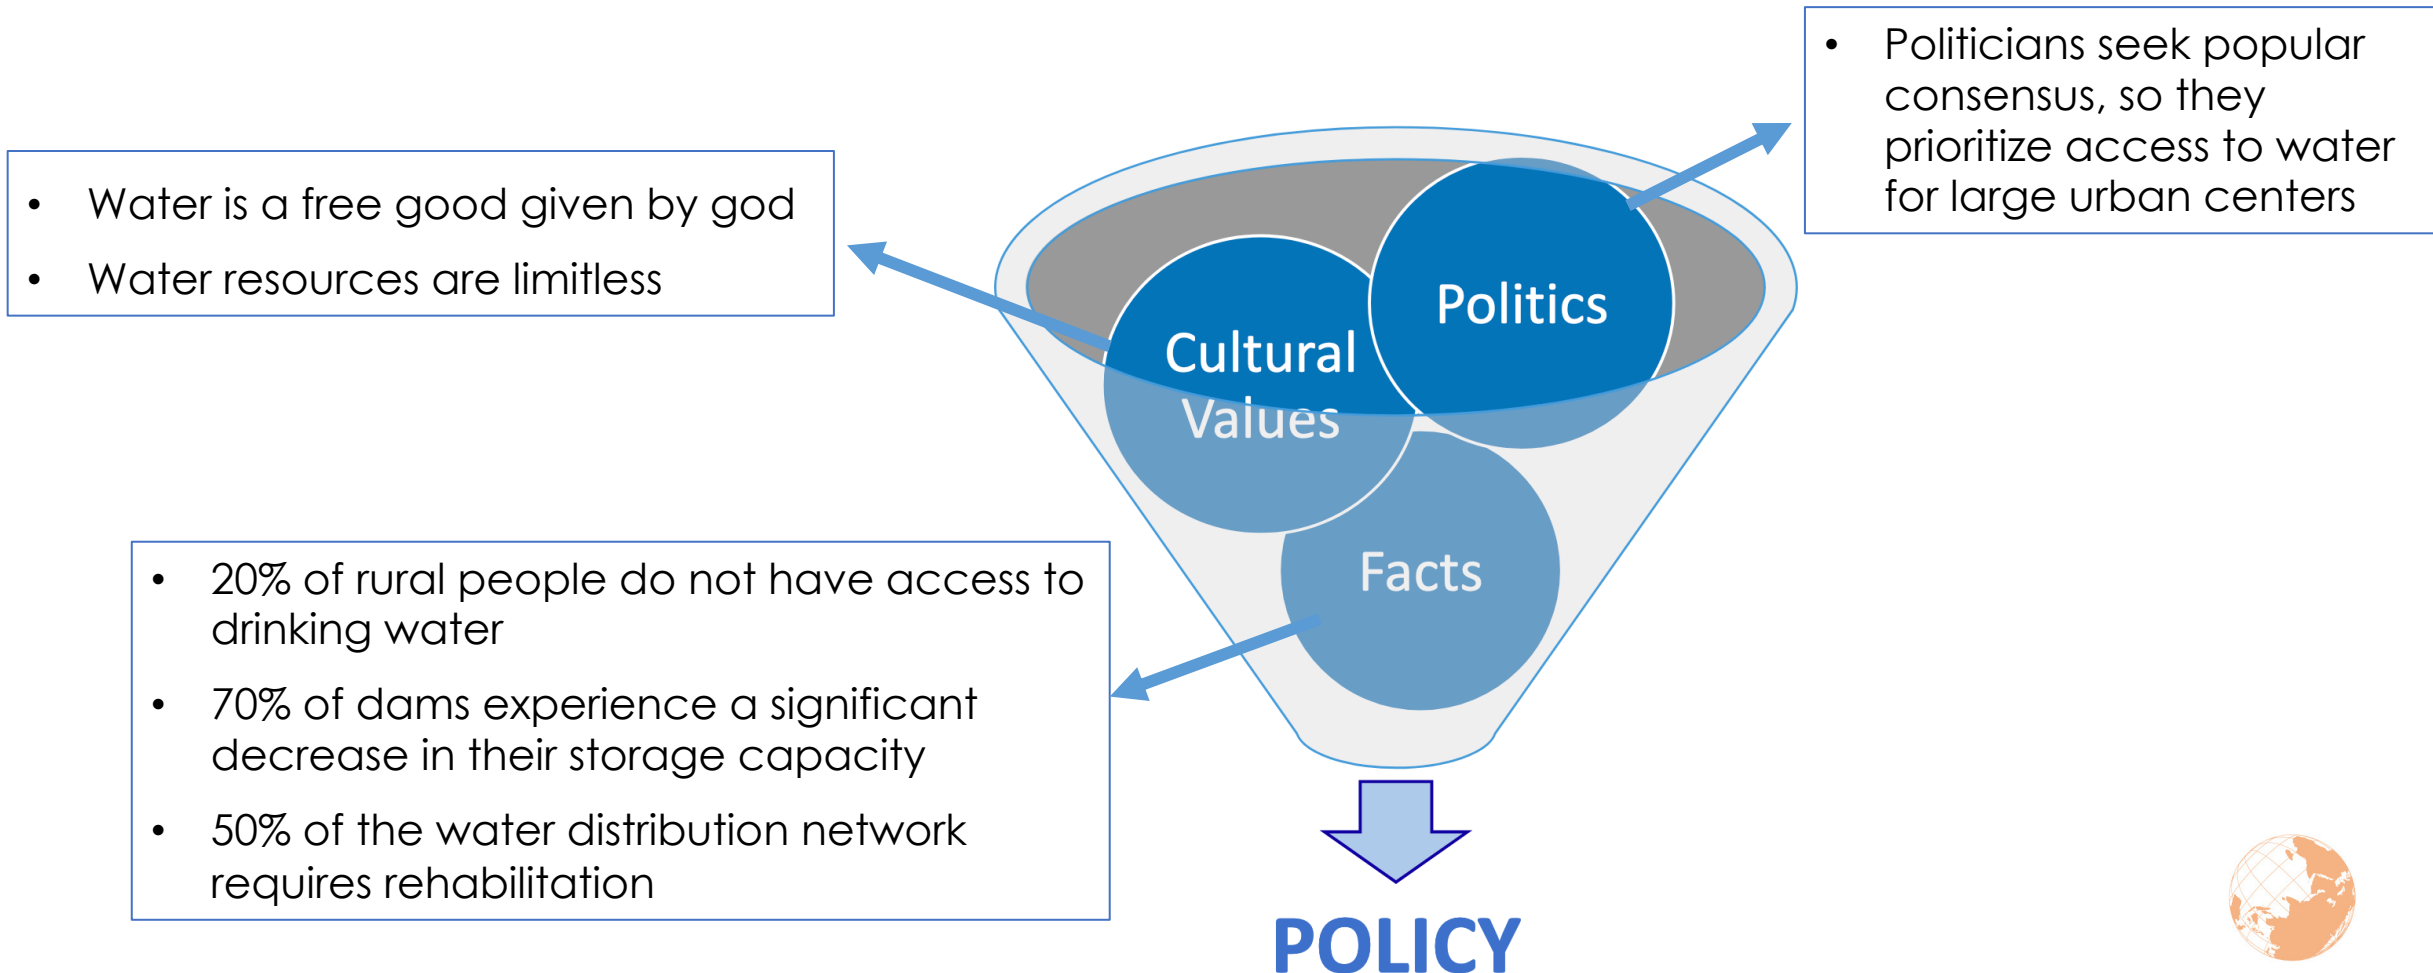 • Politicians seek popular
consensus, so they
prioritize access to water
for large urban centers
• Water is a free good given by god
• Water resources are limitless
Politics
Cultural
Values
Facts
• 20% of rural people do not have access to
drinking water
• 70% of dams experience a significant
decrease in their storage capacity
• 50% of the water distribution network
requires rehabilitation
POLICY